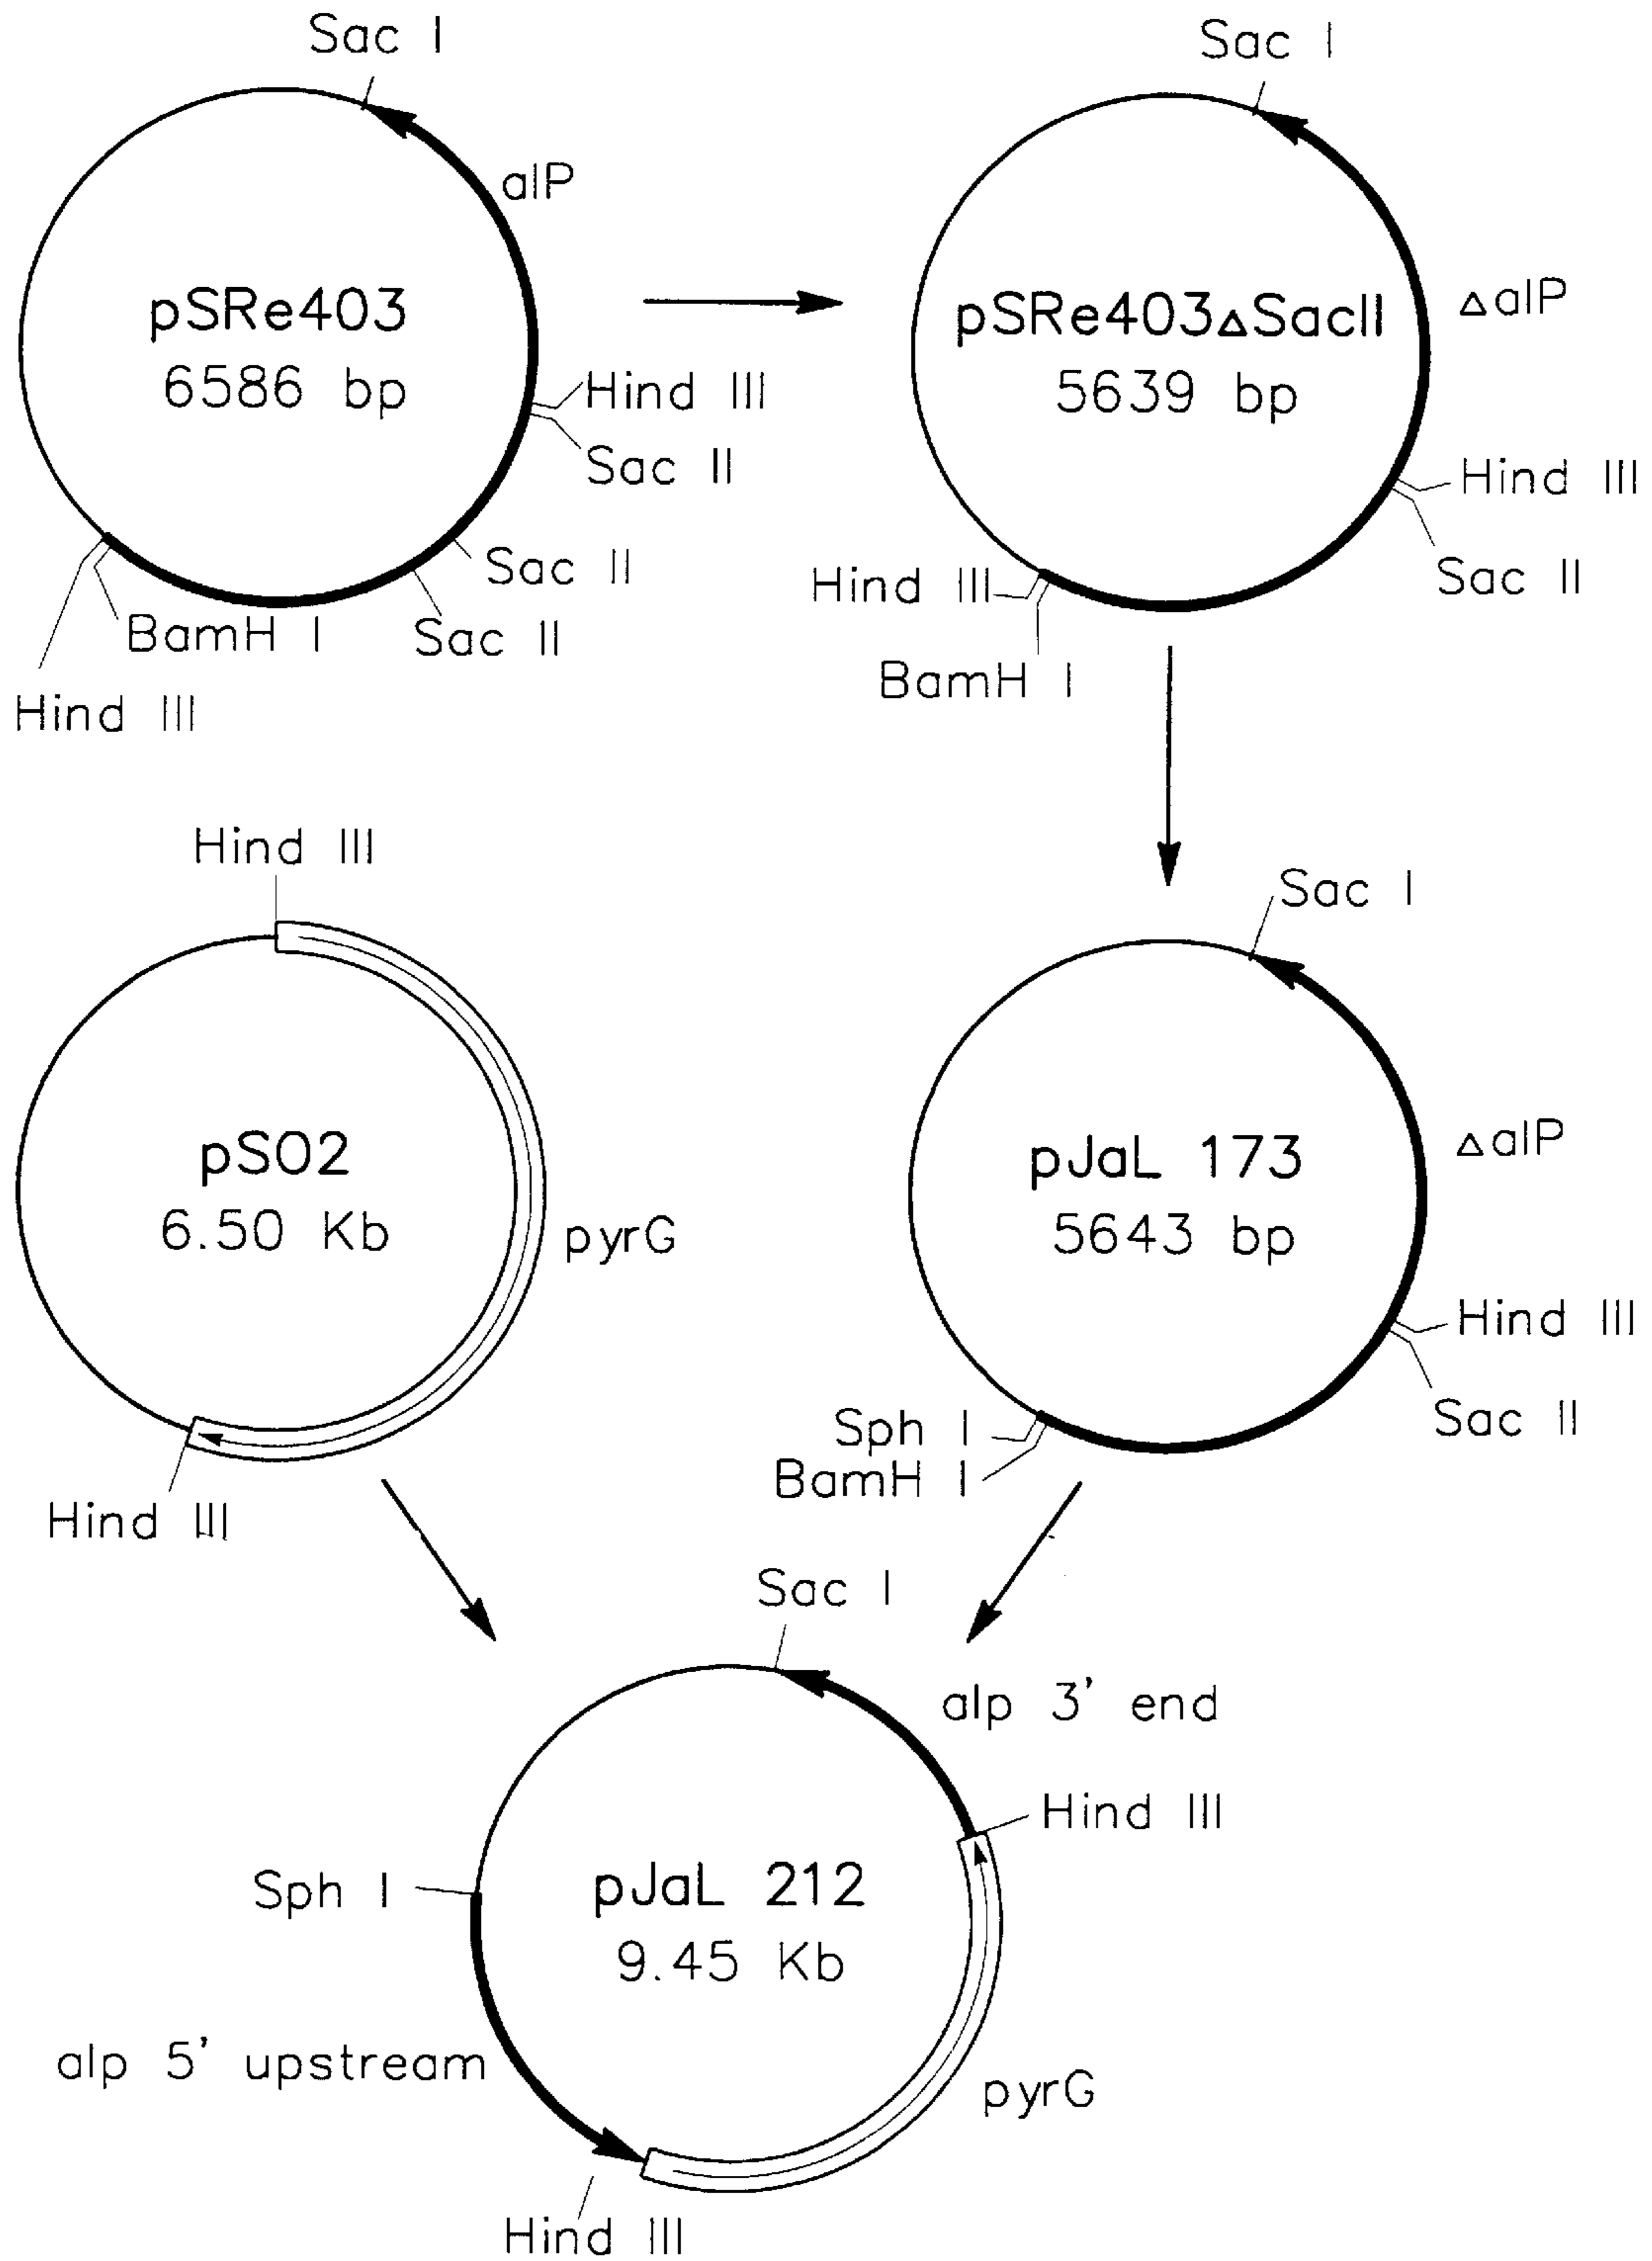 Sac I
alP
pSRe403
6586 bp
Hind III
Sac II
Sac II
Sac II
BamH I
Hind III
Sac I
ΔalP
pSRe403ΔSacII
5639 bp
Hind III
Sac II
Hind III
BamH I
Hind III
pSO2
6.50 Kb
pyrG
Hind III
Sac I
ΔalP
pJaL 173
5643 bp
Hind III
Sac II
Sph I
BamH I
Sac I
alp 3' end
Hind III
pJaL 212
9.45 Kb
Sph I
alp 5' upstream
pyrG
Hind III